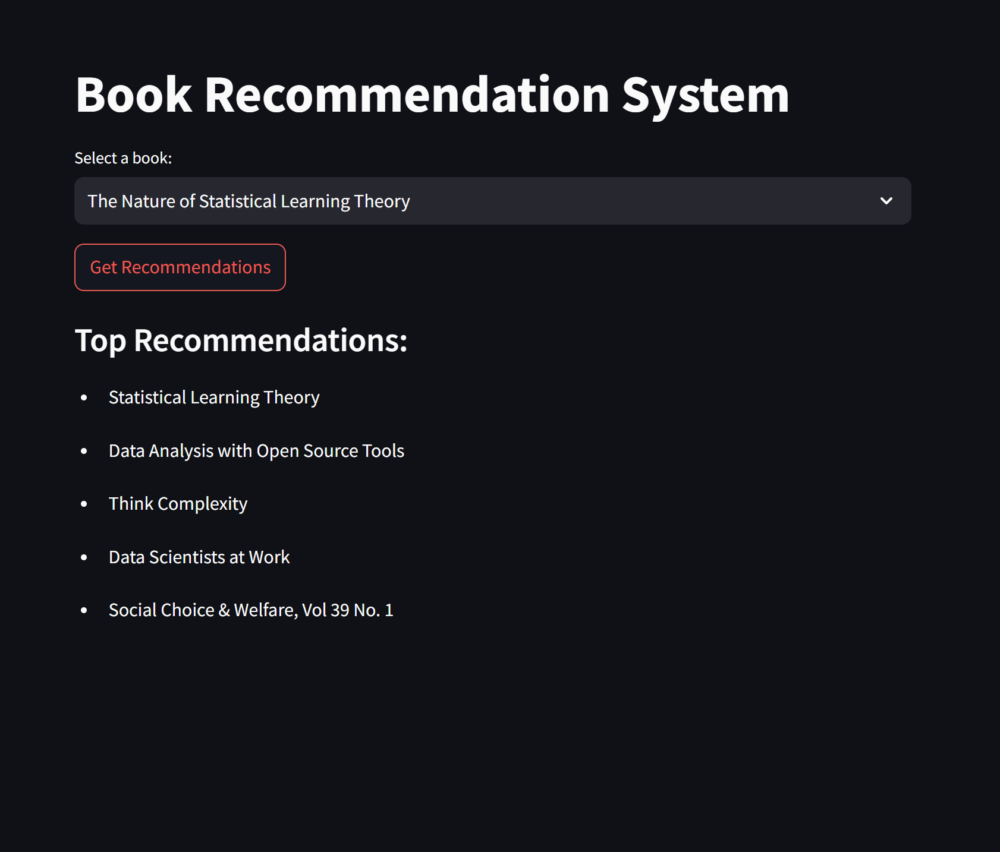 Book Recommendation System
Select a book:
The Nature of Statistical Learning Theory
Get Recommendations
Top Recommendations:
Statistical Learning Theory
Data Analysis with Open Source Tools
Think Complexity
Data Scientists at Work
Social Choice & Welfare, Vol 39 No. 1